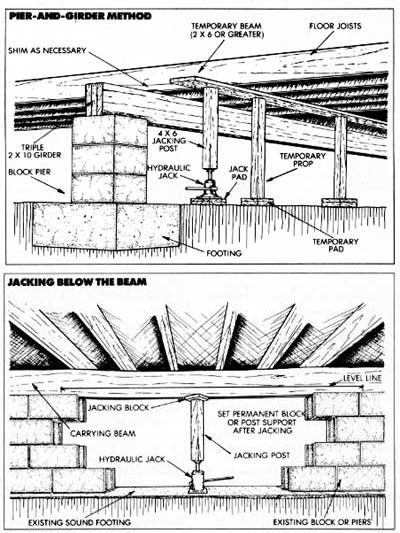 PIER-AND-GIRDER METHOD
TEMPORARY BEAM
(2 X 6 OR GREATER)
FLOOR JOISTS
SHIM AS NECESSARY
TRIPLE
2 X 10 GIRDER
BLOCK PIER
4 X 6
JACKING
POST
HYDRAULIC
JACK
JACK
PAD
TEMPORARY
PROP
FOOTING
TEMPORARY
PAD
JACKING BELOW THE BEAM
LEVEL LINE
JACKING BLOCK
SET PERMANENT BLOCK
OR POST SUPPORT
AFTER JACKING
CARRYING BEAM
HYDRAULIC JACK
JACKING POST
EXISTING SOUND FOOTING
EXISTING BLOCK OR PIERS